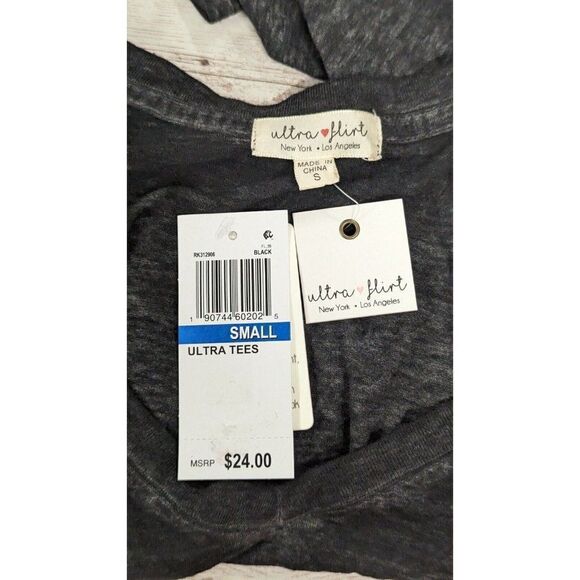 ultra flirt
New York • Los Angeles
MADE IN
CHINA
S
RK312906
BLACK
1 90744 60202 5
SMALL
ULTRA TEES
MSRP $24.00
ultra flirt
New York • Los Angeles